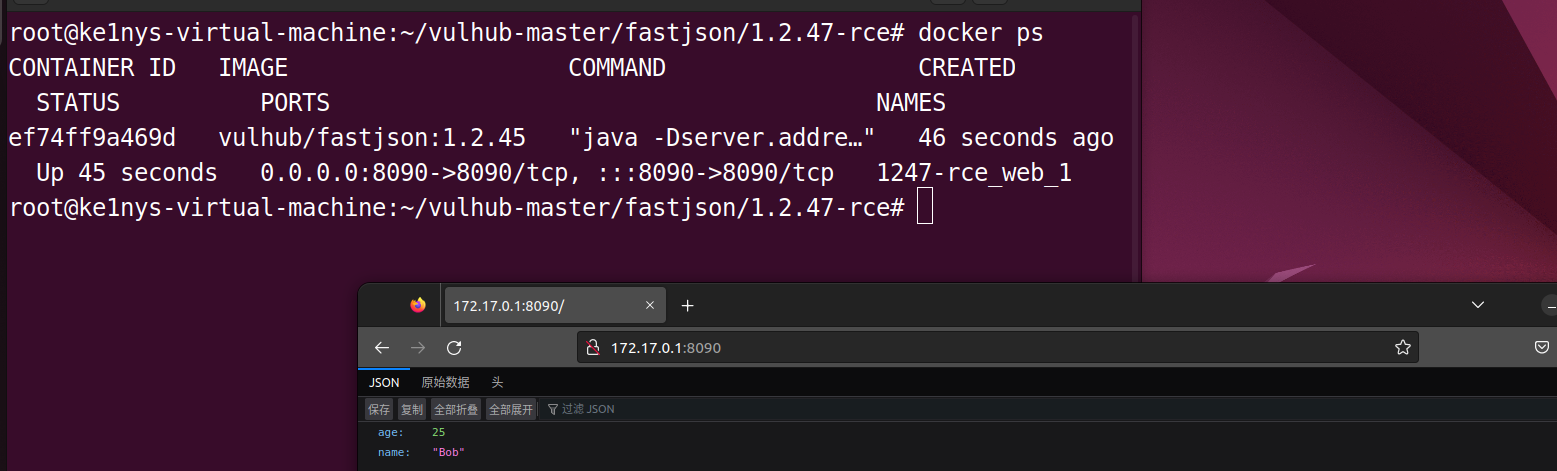 root@ke1nys-virtual-machine:~/vulhub-master/fastjson/1.2.47-rce# docker ps
CONTAINER ID   IMAGE                    COMMAND                  CREATED
  STATUS          PORTS                                       NAMES
ef74ff9a469d   vulhub/fastjson:1.2.45   "java -Dserver.addre…"   46 seconds ago
  Up 45 seconds   0.0.0.0:8090->8090/tcp, :::8090->8090/tcp   1247-rce_web_1
root@ke1nys-virtual-machine:~/vulhub-master/fastjson/1.2.47-rce#
172.17.0.1:8090/
172.17.0.1:8090
JSON 原始数据 头
保存 复制 全部折叠 全部展开 过滤 JSON
age: 25
name: "Bob"